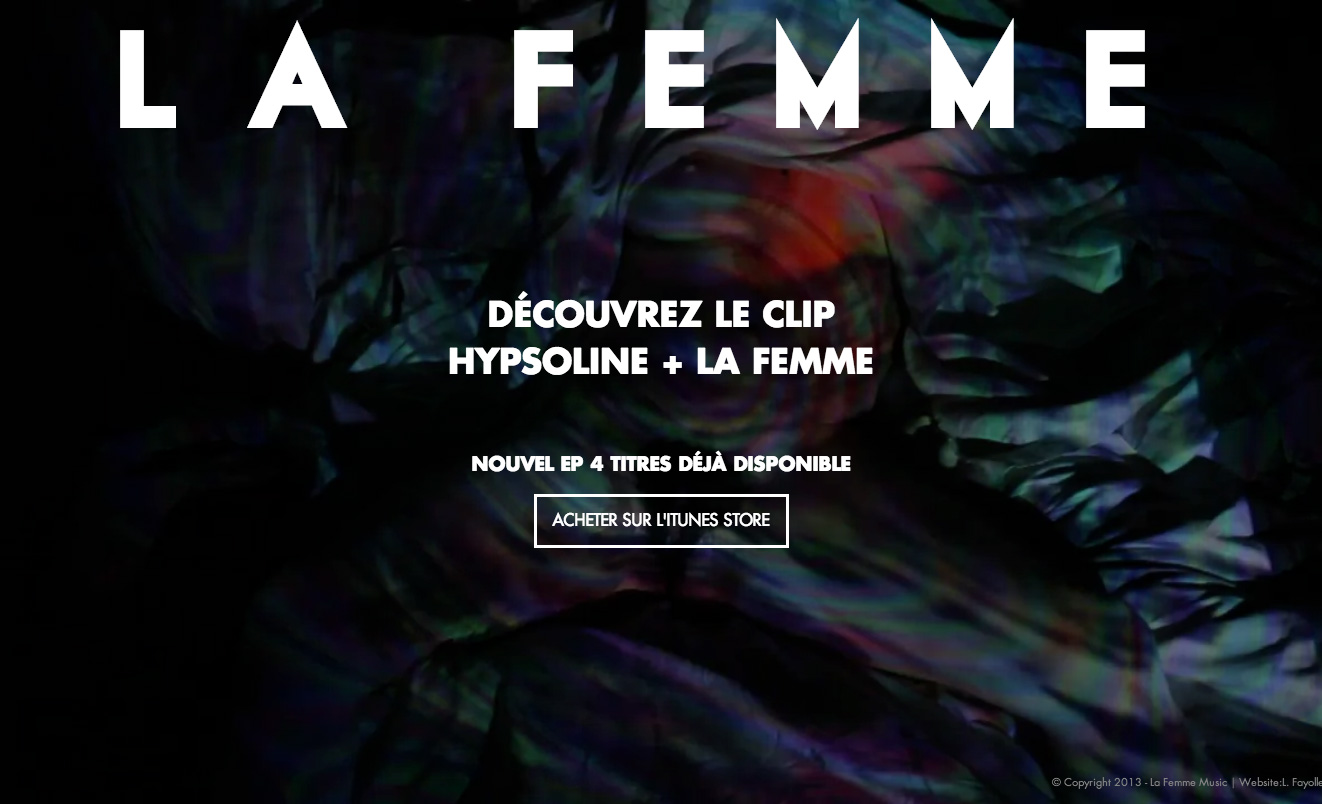 LA FEMME
DÉCOUVREZ LE CLIP
HYPSOLINE + LA FEMME
NOUVEL EP 4 TITRES DÉJÀ DISPONIBLE
ACHETER SUR L'ITUNES STORE
© Copyright 2013 - La Femme Music | Website:L. Fayolle